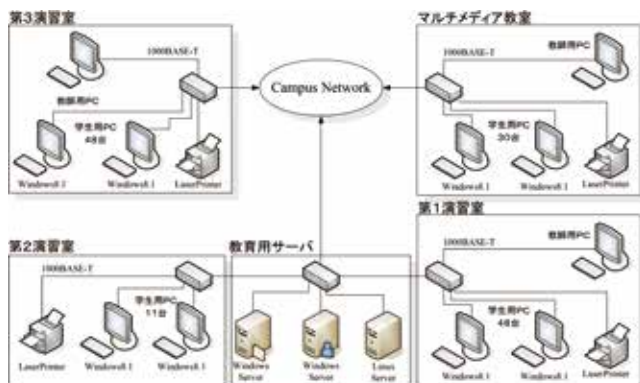 第3演習室
1000BASE-T
教師用PC
学生用PC
48台
Windows8.1
Windows8.1
LaserPrinter
Campus Network
マルチメディア教室
教師用PC
1000BASE-T
学生用PC
30台
Windows8.1
Windows8.1
LaserPrinter
第2演習室
1000BASE-T
学生用PC
11台
LaserPrinter
Windows8.1
Windows8.1
教育用サーバ
Windows
Server
Windows
Server
Linux
Server
第1演習室
1000BASE-T
教師用PC
学生用PC
48台
Windows8.1
Windows8.1
LaserPrinter